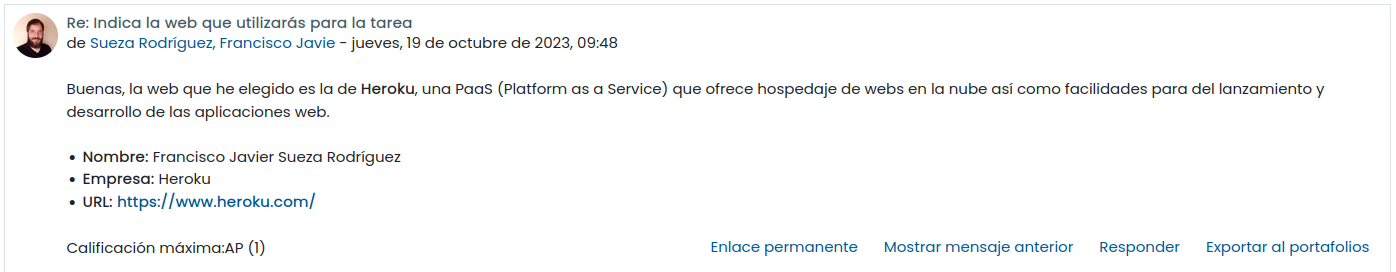 Re: Indica la web que utilizarás para la tarea
de Sueza Rodríguez, Francisco Javie - jueves, 19 de octubre de 2023, 09:48
Buenas, la web que he elegido es la de Heroku, una PaaS (Platform as a Service) que ofrece hospedaje de webs en la nube así como facilidades para del lanzamiento y
desarrollo de las aplicaciones web.
• Nombre: Francisco Javier Sueza Rodríguez
• Empresa: Heroku
• URL: https://www.heroku.com/
Calificación máxima:AP (1) Enlace permanente Mostrar mensaje anterior Responder Exportar al portafolios